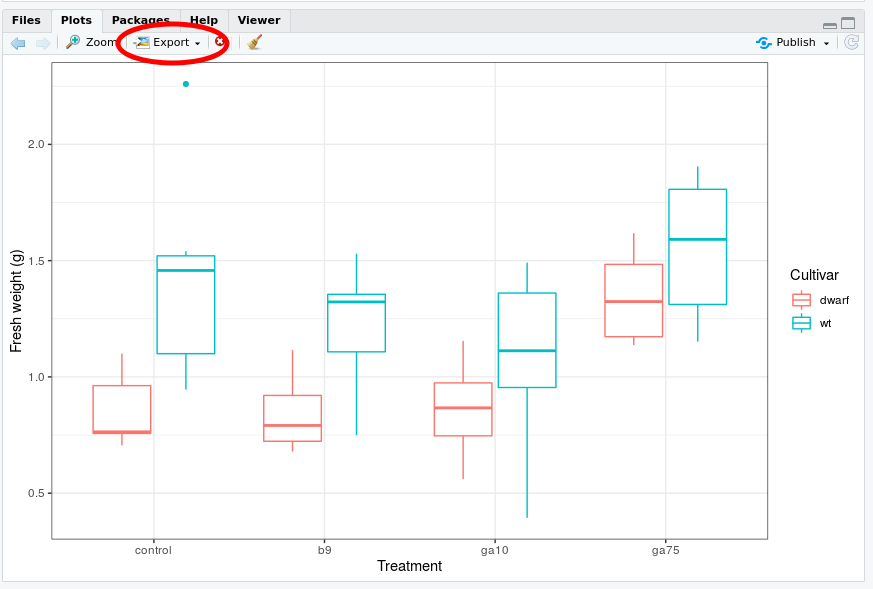 Files Plots Packages Help Viewer
Zoom Export Publish
2.0
1.5
1.0
0.5
Fresh weight (g)
control b9 ga10 ga75
Treatment
Cultivar
dwarf
wt